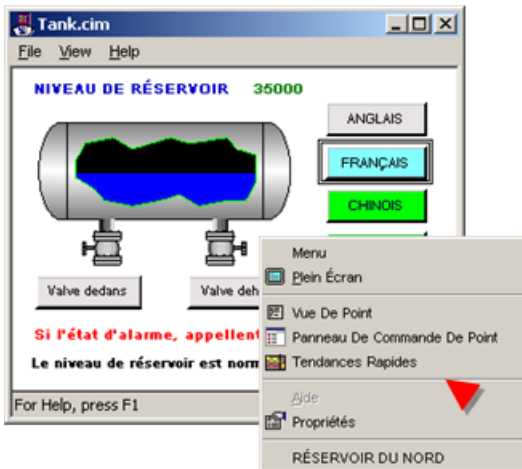 Tank.cim
File View Help
NIVEAU DE RÉSERVOIR 35000
ANGLAIS
FRANÇAIS
CHINOIS
Valve dedans
Valve deh
Si l'état d'alarme, appellent
Le niveau de réservoir est norm
For Help, press F1
Menu
Plein Écran
Vue De Point
Panneau De Commande De Point
Tendances Rapides
Aide
Propriétés
RÉSERVOIR DU NORD